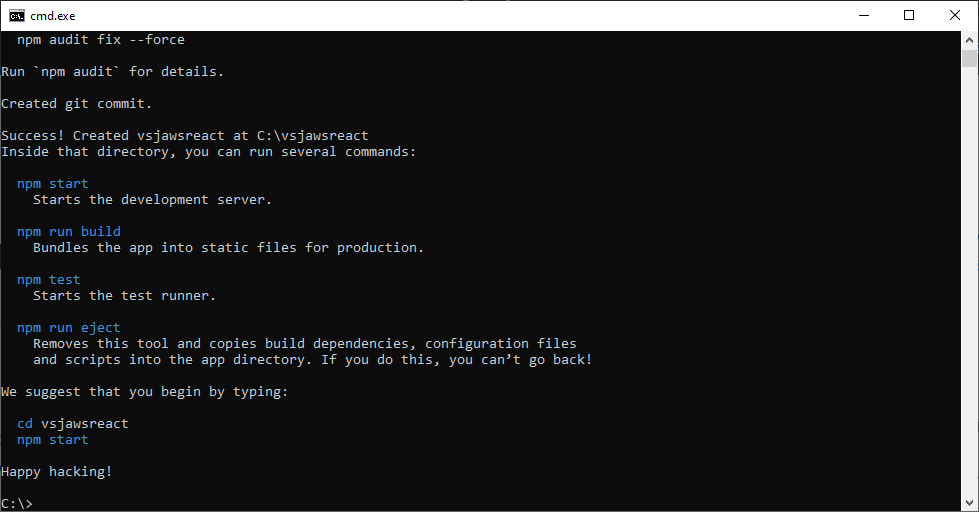 cmd.exe
npm audit fix --force
Run `npm audit` for details.
Created git commit.
Success! Created vsjawsreact at C:\vsjawsreact
Inside that directory, you can run several commands:
npm start
Starts the development server.
npm run build
Bundles the app into static files for production.
npm test
Starts the test runner.
npm run eject
Removes this tool and copies build dependencies, configuration files
and scripts into the app directory. If you do this, you can’t go back!
We suggest that you begin by typing:
cd vsjawsreact
npm start
Happy hacking!
C:\>